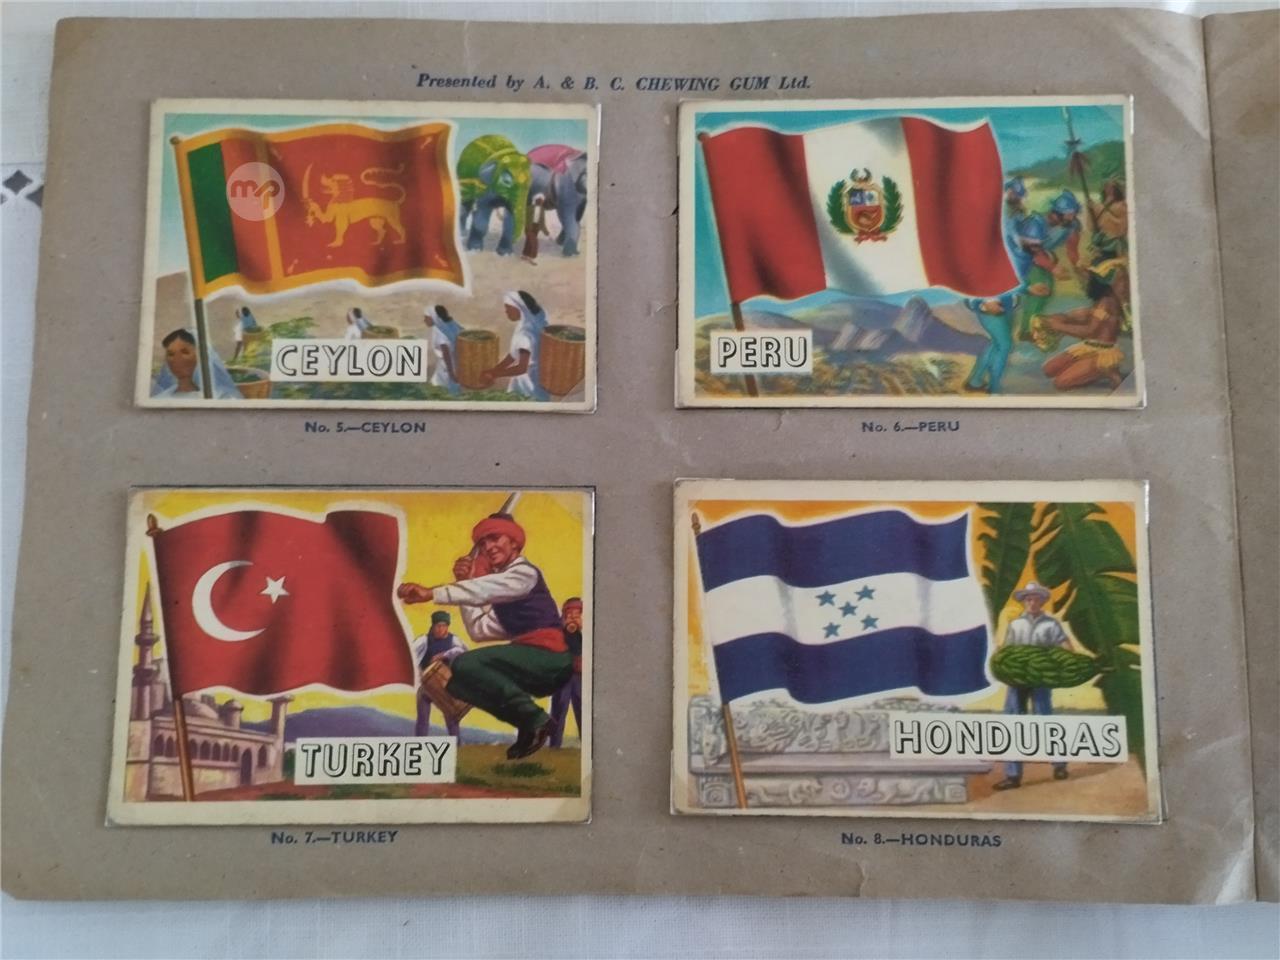 Presented by A. & B. C. CHEWING GUM Ltd.
mp
CEYLON
PERU
No. 5.—CEYLON
No. 6.—PERU
TURKEY
HONDURAS
No. 7.—TURKEY
No. 8.—HONDURAS